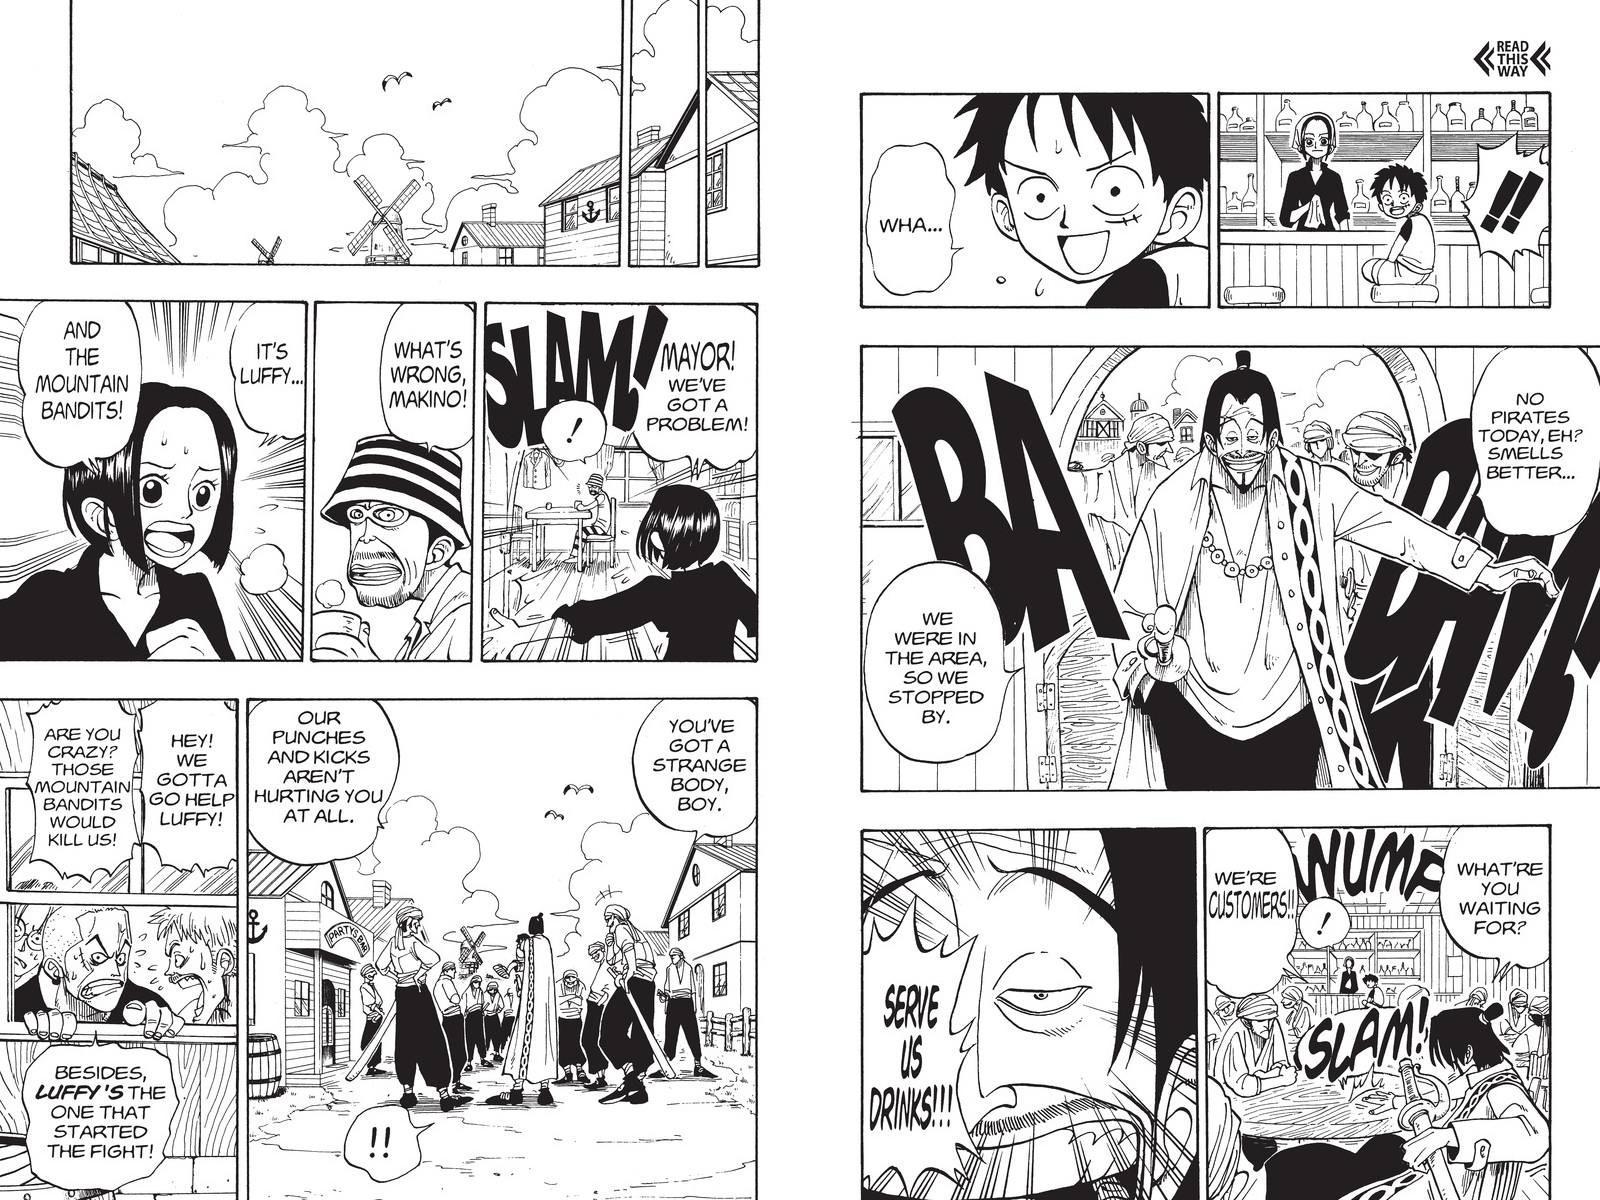 READ
THIS
WAY
!!
WHA...
NO
PIRATES
TODAY, EH?
SMELLS
BETTER...
BA
WE
WERE IN
THE AREA,
SO WE
STOPPED
BY.
WHAT'RE
YOU
WAITING
FOR?
WUMP
!
WE'RE
CUSTOMERS!!
SLAM!
SERVE
US
DRINKS!!!
MAYOR!
WE'VE
GOT A
PROBLEM!
SLAM!
!
WHAT'S
WRONG,
MAKINO!
IT'S
LUFFY...
AND
THE
MOUNTAIN
BANDITS!
YOU'VE
GOT A
STRANGE
BODY,
BOY.
OUR
PUNCHES
AND KICKS
AREN'T
HURTING YOU
AT ALL.
PARTYS BAR
!!
HEY!
WE
GOTTA
GO HELP
LUFFY!
ARE YOU
CRAZY?
THOSE
MOUNTAIN
BANDITS
WOULD
KILL US!
BESIDES,
LUFFY'S THE
ONE THAT
STARTED
THE FIGHT!